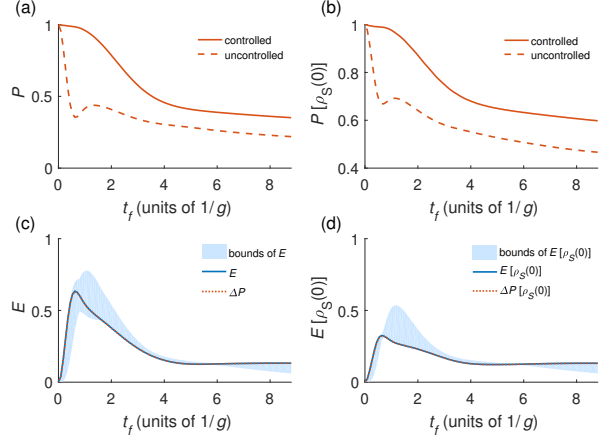 (a)
1
0.5
0
P
controlled
uncontrolled
0 2 4 6 8
t_f (units of 1/g)
(b)
1
0.8
0.6
0.4
P [ρ_S(0)]
controlled
uncontrolled
0 2 4 6 8
t_f (units of 1/g)
(c)
1
0.5
0
E
bounds of E
E
ΔP
0 2 4 6 8
t_f (units of 1/g)
(d)
1
0.5
0
E [ρ_S(0)]
bounds of E [ρ_S(0)]
E [ρ_S(0)]
ΔP [ρ_S(0)]
0 2 4 6 8
t_f (units of 1/g)